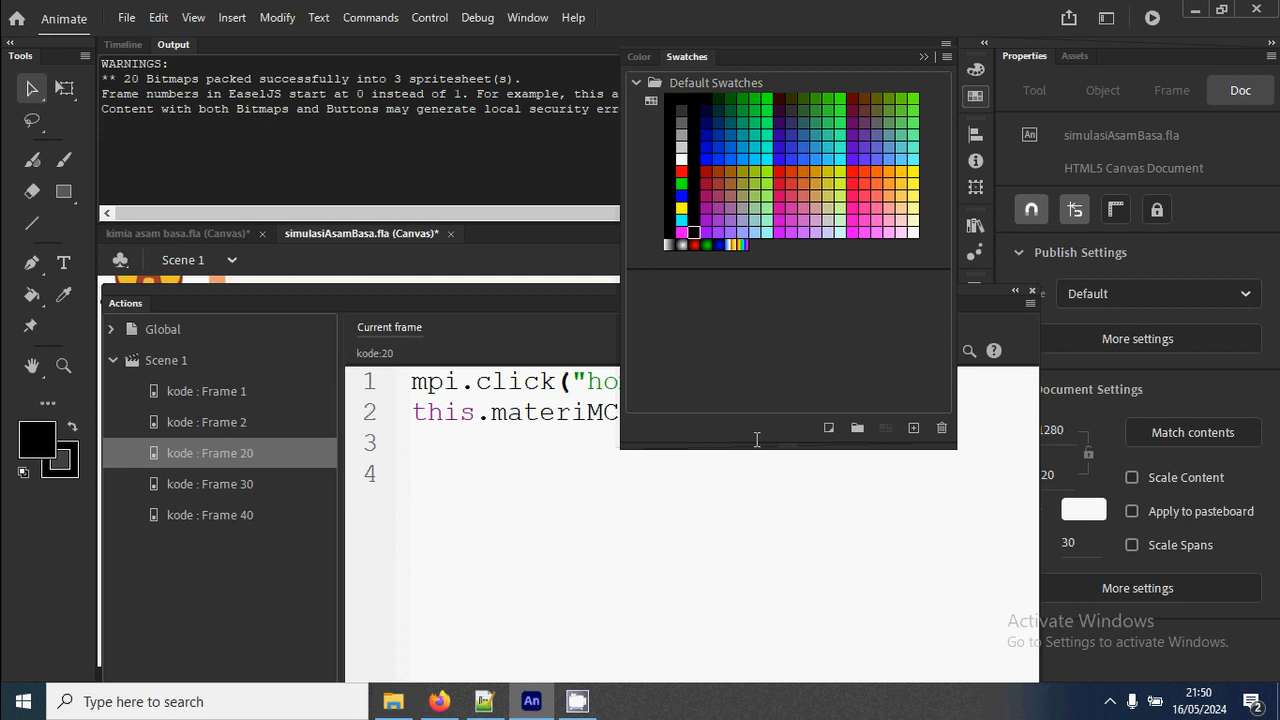 Animate
File Edit View Insert Modify Text Commands Control Debug Window Help
Tools
Timeline Output
WARNINGS:
** 20 Bitmaps packed successfully into 3 spritesheet(s).
Frame numbers in EaselJS start at 0 instead of 1. For example, this a
Content with both Bitmaps and Buttons may generate local security err
Color Swatches
Default Swatches
Properties Assets
Tool Object Frame Doc
An simulasiAsamBasa.fla
HTML5 Canvas Document
kimia asam basa.fla (Canvas)* simulasiAsamBasa.fla (Canvas)*
Scene 1
Publish Settings
Default
More settings
Actions
Global
Scene 1
kode : Frame 1
kode : Frame 2
kode : Frame 20
kode : Frame 30
kode : Frame 40
Current frame
kode:20
1 mpi.click("ho
2 this.materiMC
3
4
Document Settings
1280
Match contents
20
Scale Content
Apply to pasteboard
30
Scale Spans
More settings
Activate Windows
Go to Settings to activate Windows.
Type here to search
An
21:50
16/05/2024
2